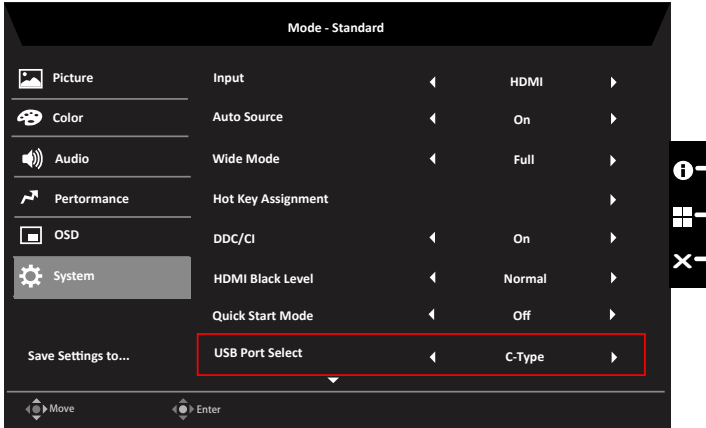 Mode - Standard
Picture
Input HDMI
Color
Auto Source On
Audio
Wide Mode Full
Pertormance
Hot Key Assignment
OSD
DDC/CI On
System
HDMI Black Level Normal
Quick Start Mode Off
Save Settings to...
USB Port Select C-Type
Move Enter